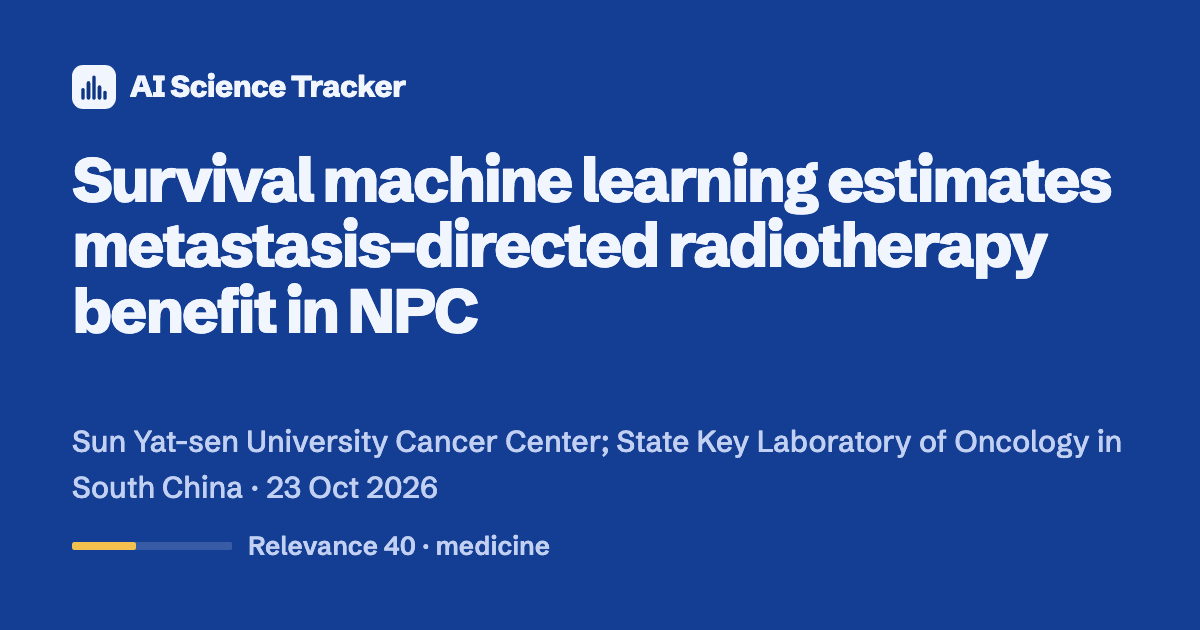 AI Science Tracker
Survival machine learning estimates
metastasis-directed radiotherapy
benefit in NPC
Sun Yat-sen University Cancer Center; State Key Laboratory of Oncology in
South China · 23 Oct 2026
Relevance 40 · medicine